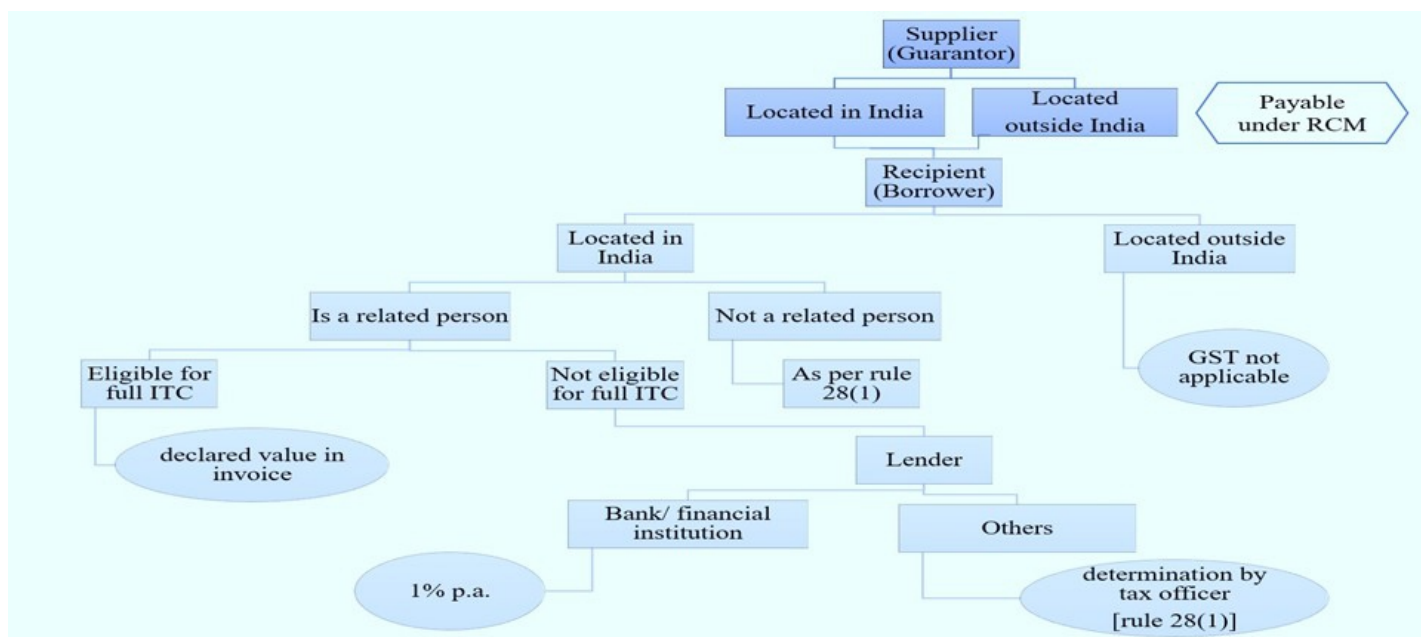 Supplier
(Guarantor)
Located in India
Located
outside India
Payable
under RCM
Recipient
(Borrower)
Located in
India
Located outside
India
Is a related person
Not a related person
Eligible for
full ITC
Not eligible
for full ITC
As per rule
28(1)
GST not
applicable
declared value in
invoice
Lender
Bank/ financial
institution
Others
1% p.a.
determination by
tax officer
[rule 28(1)]